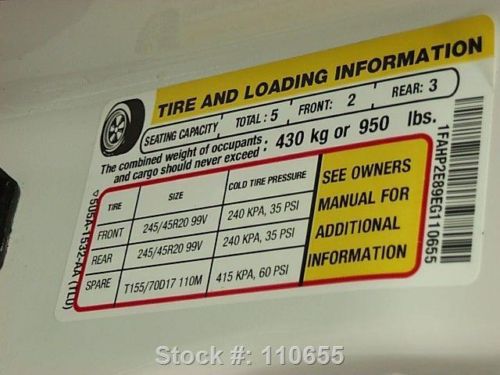 TIRE AND LOADING INFORMATION
SEATING CAPACITY TOTAL: 5 FRONT: 2 REAR: 3
The combined weight of occupants and cargo should never exceed : 430 kg or 950 lbs.
TIRE SIZE COLD TIRE PRESSURE
FRONT 245/45R20 99V 240 KPA, 35 PSI
REAR 245/45R20 99V 240 KPA, 35 PSI
SPARE T155/70D17 110M 415 KPA, 60 PSI
SEE OWNERS
MANUAL FOR
ADDITIONAL
INFORMATION
1FAHP2E89EG110655
Stock #: 110655